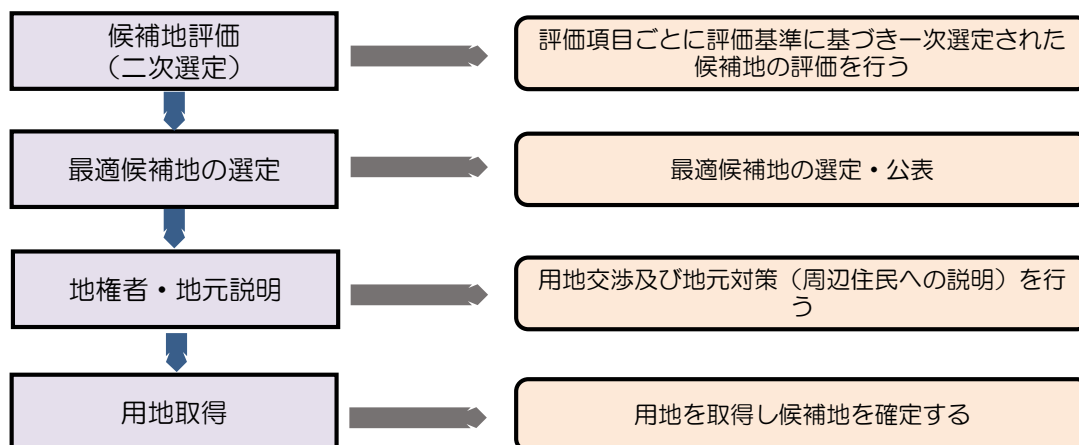 候補地評価
（二次選定）
評価項目ごとに評価基準に基づき一次選定された
候補地の評価を行う
最適候補地の選定
最適候補地の選定・公表
地権者・地元説明
用地交渉及び地元対策（周辺住民への説明）を行
う
用地取得
用地を取得し候補地を確定する